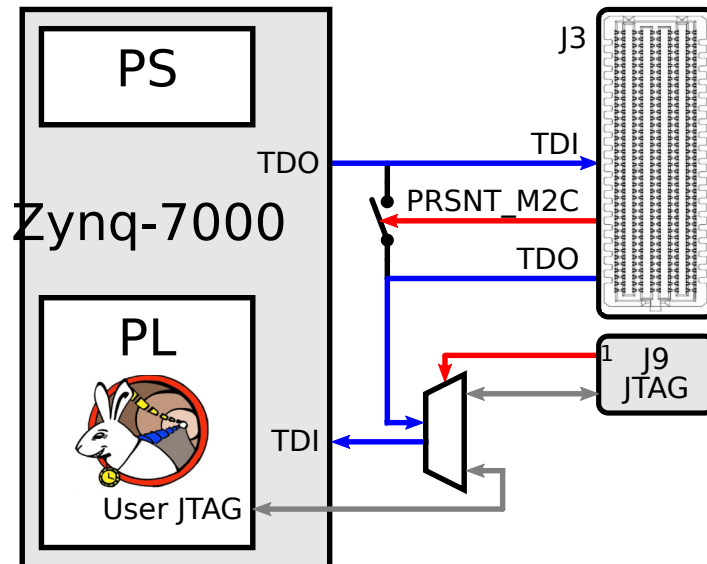 PS
J3
TDO
TDI
Zynq-7000
PRSNT_M2C
TDO
PL
1
J9
JTAG
TDI
User JTAG